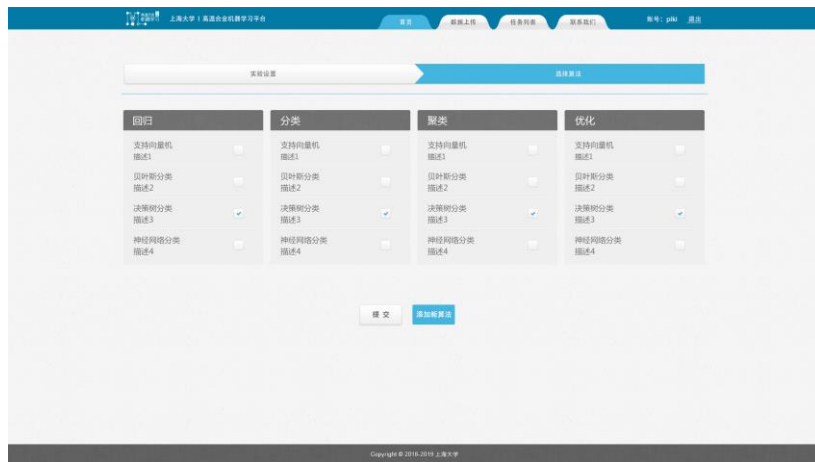 上海大学 | 高温合金机器学习平台
首页
数据上传
任务列表
联系我们
账号：piki 退出
实验设置
选择算法
回归
支持向量机
描述1
贝叶斯分类
描述2
决策树分类
描述3
神经网络分类
描述4
分类
支持向量机
描述1
贝叶斯分类
描述2
决策树分类
描述3
神经网络分类
描述4
聚类
支持向量机
描述1
贝叶斯分类
描述2
决策树分类
描述3
神经网络分类
描述4
优化
支持向量机
描述1
贝叶斯分类
描述2
决策树分类
描述3
神经网络分类
描述4
提 交
添加新算法
Copyright © 2016-2019 上海大学